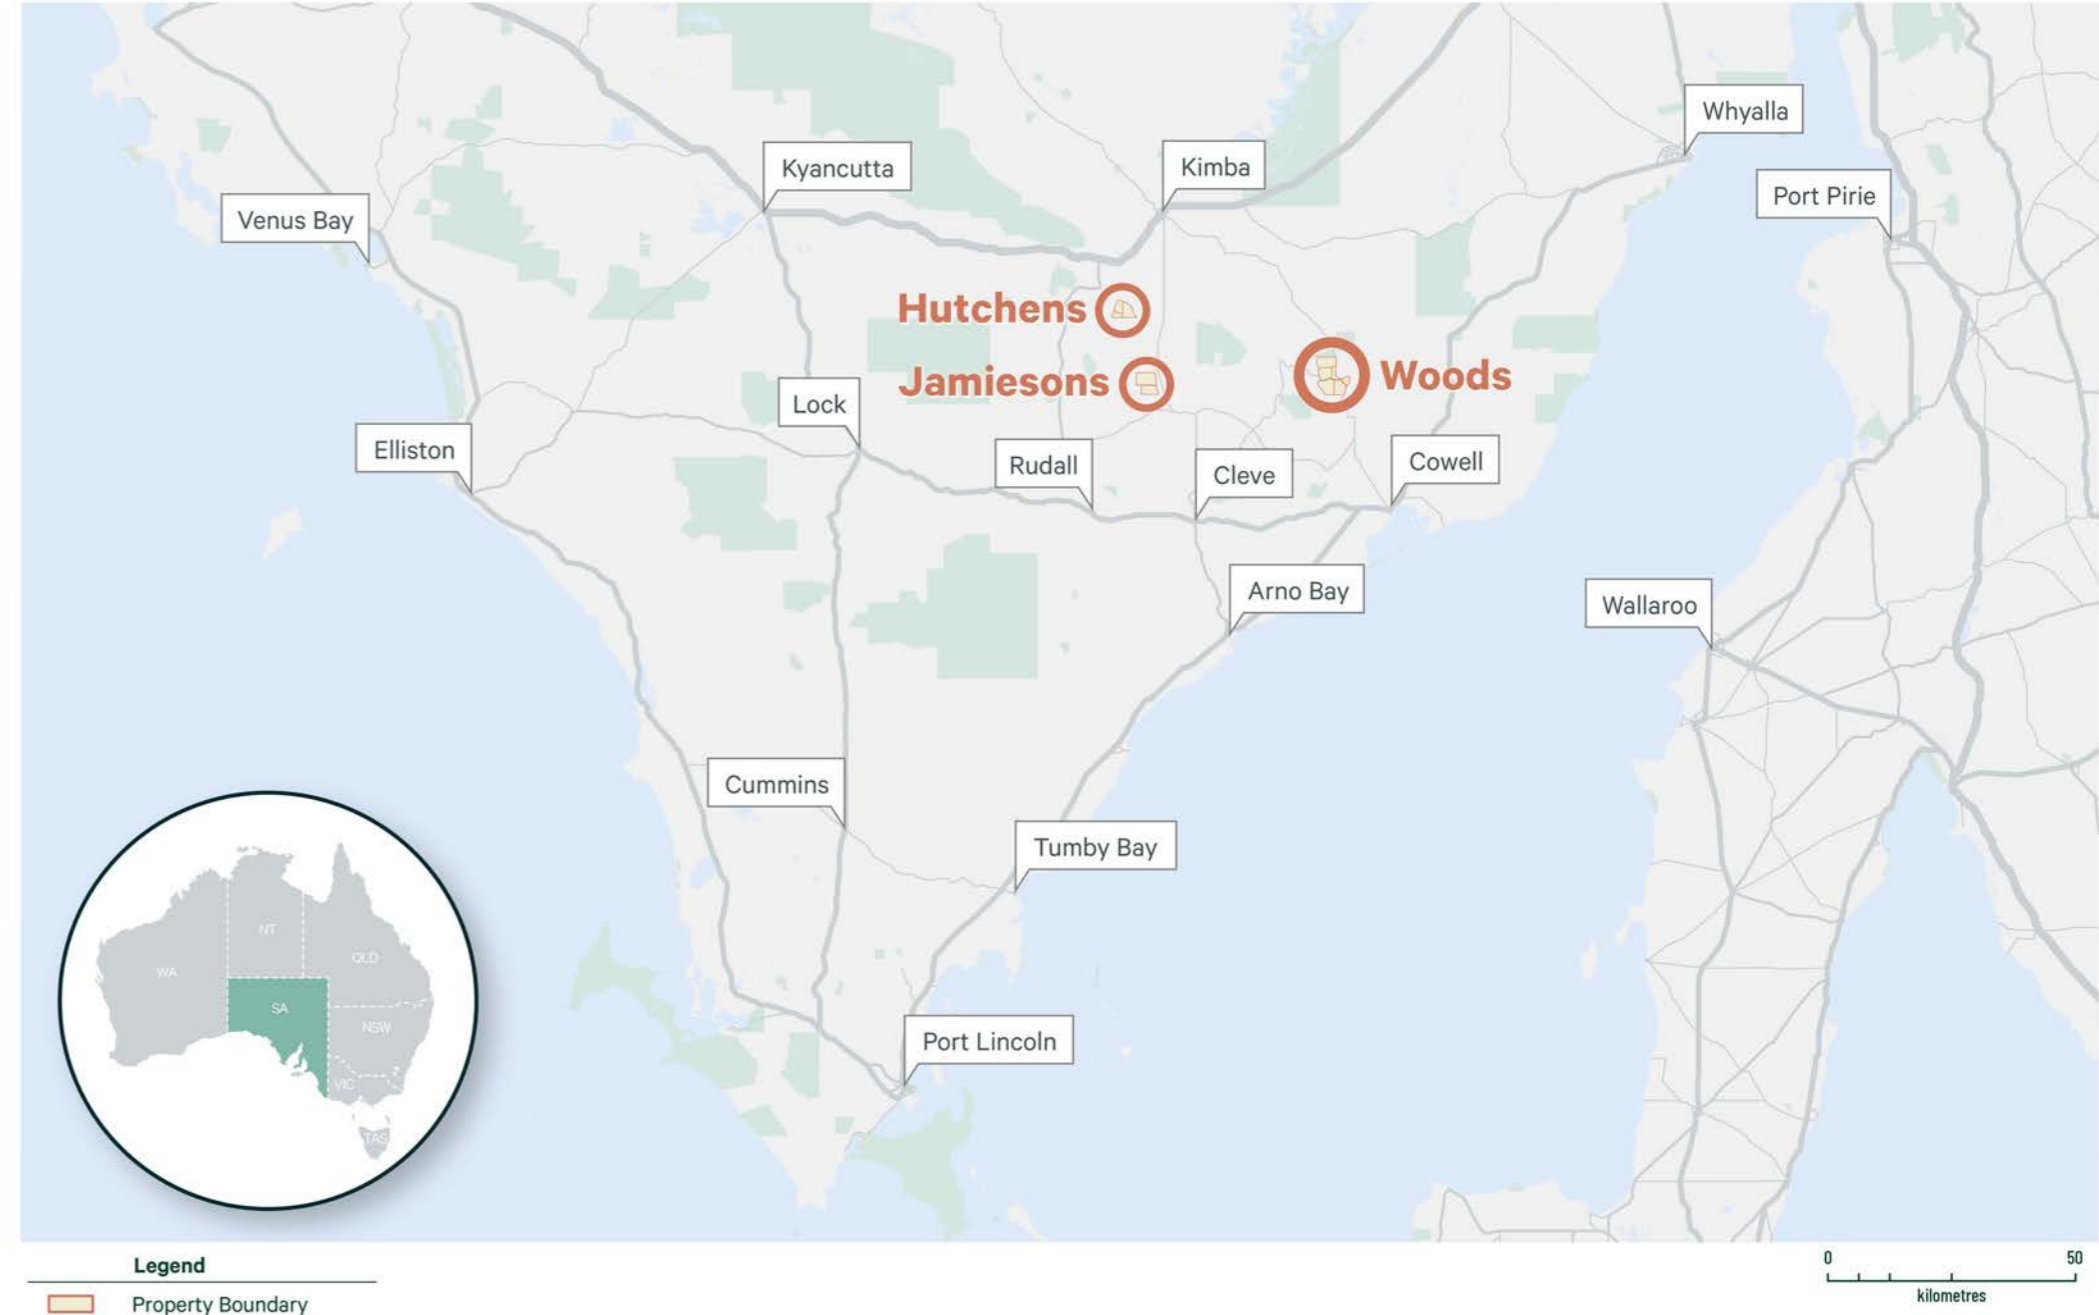 Whyalla
Kyancutta
Kimba
Port Pirie
Venus Bay
Hutchens
Jamiesons
Woods
Lock
Elliston
Rudall
Cleve
Cowell
Arno Bay
Wallaroo
Cummins
Tumby Bay
Port Lincoln
NT
QLD
WA
SA
NSW
VIC
TAS
Legend
Property Boundary
0 50
kilometres